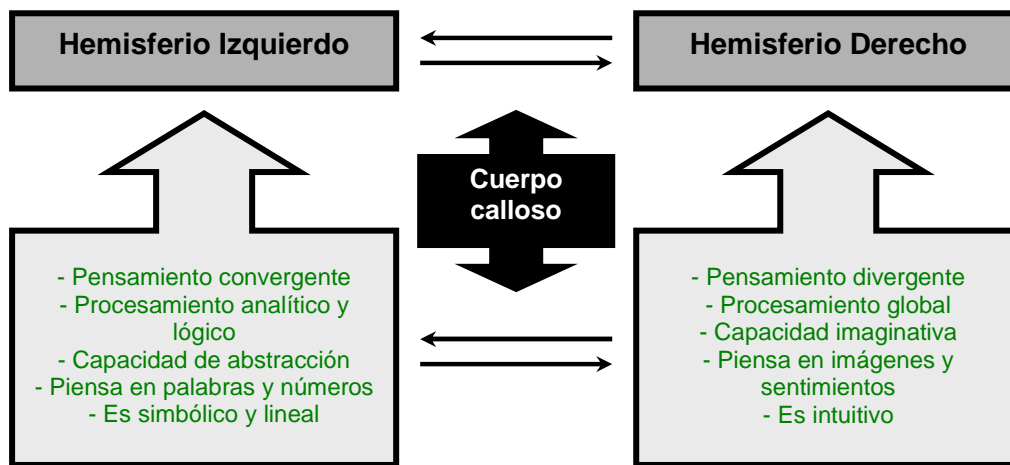 Hemisferio Izquierdo
Hemisferio Derecho
Cuerpo
calloso
- Pensamiento convergente
- Procesamiento analítico y
lógico
- Capacidad de abstracción
- Piensa en palabras y números
- Es simbólico y lineal
- Pensamiento divergente
- Procesamiento global
- Capacidad imaginativa
- Piensa en imágenes y
sentimientos
- Es intuitivo